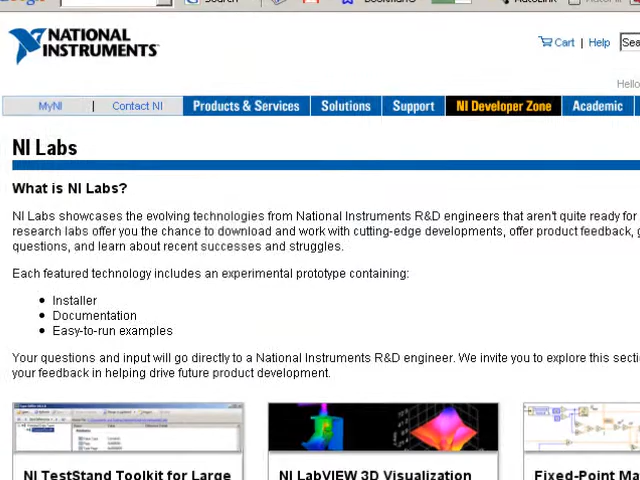 Search
NATIONAL
INSTRUMENTS
Cart | Help
Hello
MyNI | Contact NI Products & Services Solutions Support NI Developer Zone Academic
NI Labs
What is NI Labs?
NI Labs showcases the evolving technologies from National Instruments R&D engineers that aren't quite ready for
research labs offer you the chance to download and work with cutting-edge developments, offer product feedback,
questions, and learn about recent successes and struggles.
Each featured technology includes an experimental prototype containing:
• Installer
• Documentation
• Easy-to-run examples
Your questions and input will go directly to a National Instruments R&D engineer. We invite you to explore this secti
your feedback in helping drive future product development.
NI TestStand Toolkit for Large NI LabVIEW 3D Visualization Fixed-Point Ma